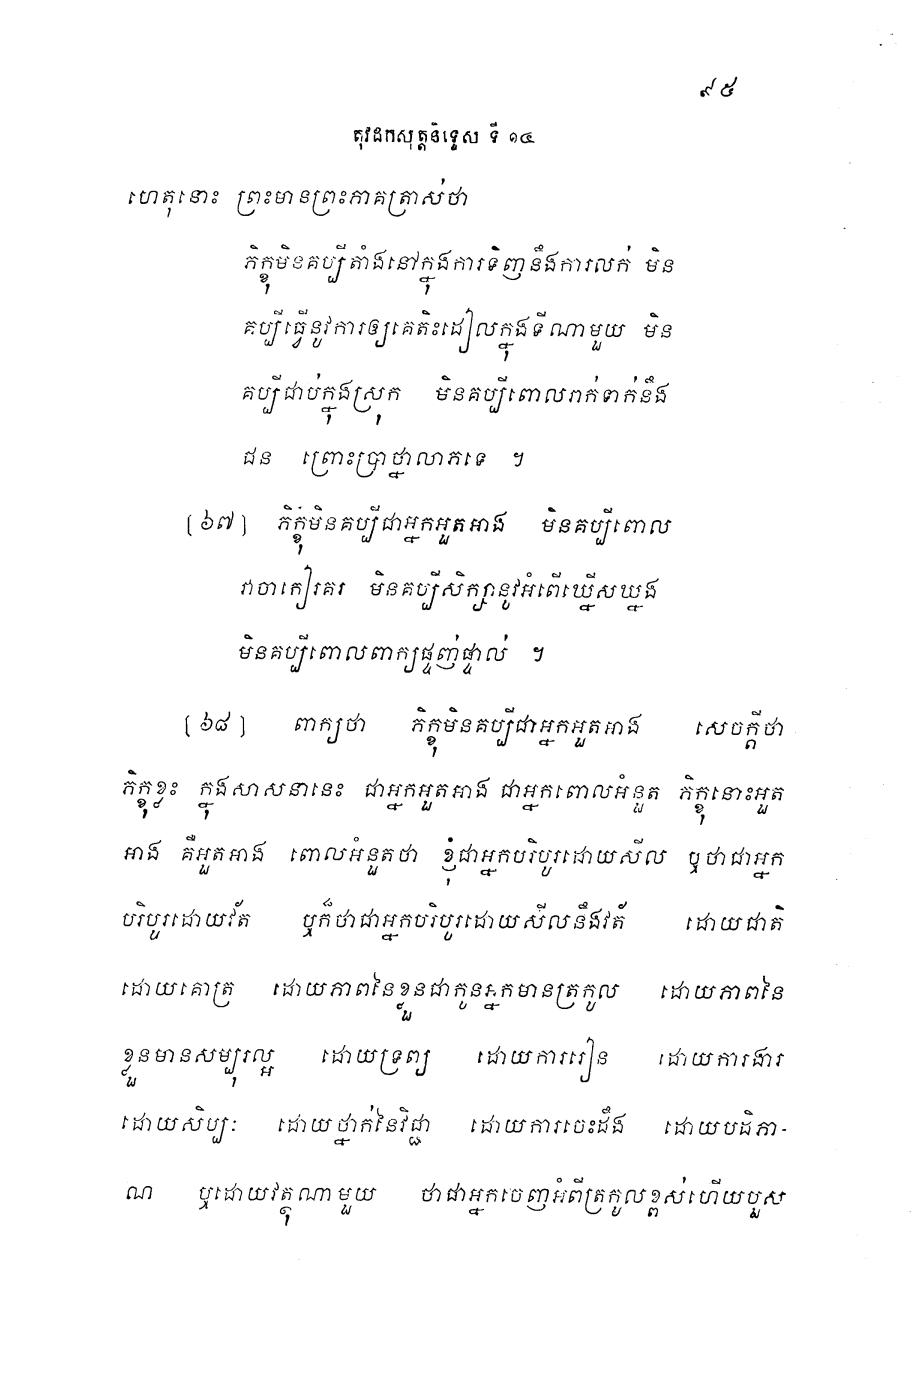 ៩៥
តុវដកសុត្តនិទ្ទេស ទី ១៤
ហេតុនោះ ព្រះមានព្រះភាគត្រាស់ថា
ភិក្ខុមិនគប្បីតាំងនៅក្នុងការទិញនឹងការលក់ មិន
គប្បីធ្វើនូវការឲ្យគេតិះដៀលក្នុងទីណាមួយ មិន
គប្បីជាប់ក្នុងស្រុក មិនគប្បីពោលរាក់ទាក់នឹង
ជន ព្រោះប្រាថ្នាលាភទេ ។
[៦៧] ភិក្ខុំមិនគប្បីជាអ្នកអួតអាង មិនគប្បីពោល
វាចាកៀរគរ មិនគប្បីសិក្សានូវអំពើឃ្នើសឃ្នង
មិនគប្បីពោលពាក្យផ្ទញ់ផ្ទាល់ ។
[៦៨] ពាក្យថា ភិក្ខុមិនគប្បីជាអ្នកអួតអាង សេចក្តីថា
ភិក្ខុខ្លះ ក្នុងសាសនានេះ ជាអ្នកអួតអាង ជាអ្នកពោលអំនួត ភិក្ខុនោះអួត
អាង គឺអួតអាង ពោលអំនួតថា ខ្ញុំជាអ្នកបរិបូរដោយសីល ឬថាជាអ្នក
បរិបូរដោយវ័ត ឬក៏ថាជាអ្នកបរិបូរដោយសីលនឹងវត័ ដោយជាតិ
ដោយគោត្រ ដោយភាពនៃខ្លួនជាកូនអ្នកមានត្រកូល ដោយភាពនៃ
ខ្លួនមានសម្បុរល្អ ដោយទ្រព្យ ដោយការរៀន ដោយការងារ
ដោយសិប្បៈ ដោយថ្នាក់នៃវិជ្ជា ដោយការចេះដឹង ដោយបដិភា-
ណ ឬដោយវត្ថុណាមួយ ថាជាអ្នកចេញអំពីត្រកូលខ្ពស់ហើយបួស